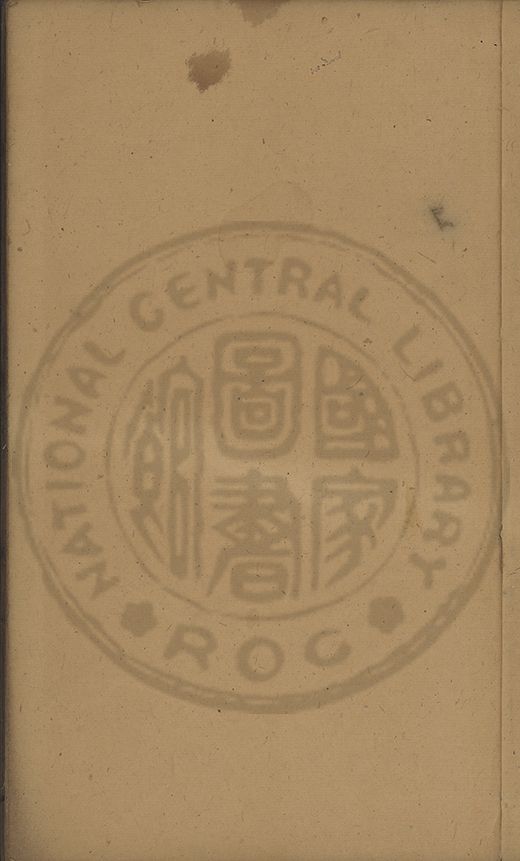 NATIONAL CENTRAL LIBRARY
國家
圖書
館
ROC